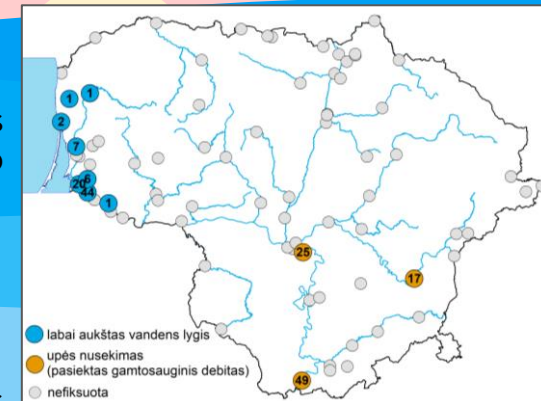 1
1
2
7
6
20
44
1
25
17
49
labai aukštas vandens lygis
upės nusekimas
(pasiektas gamtosauginis debitas)
nefiksuota